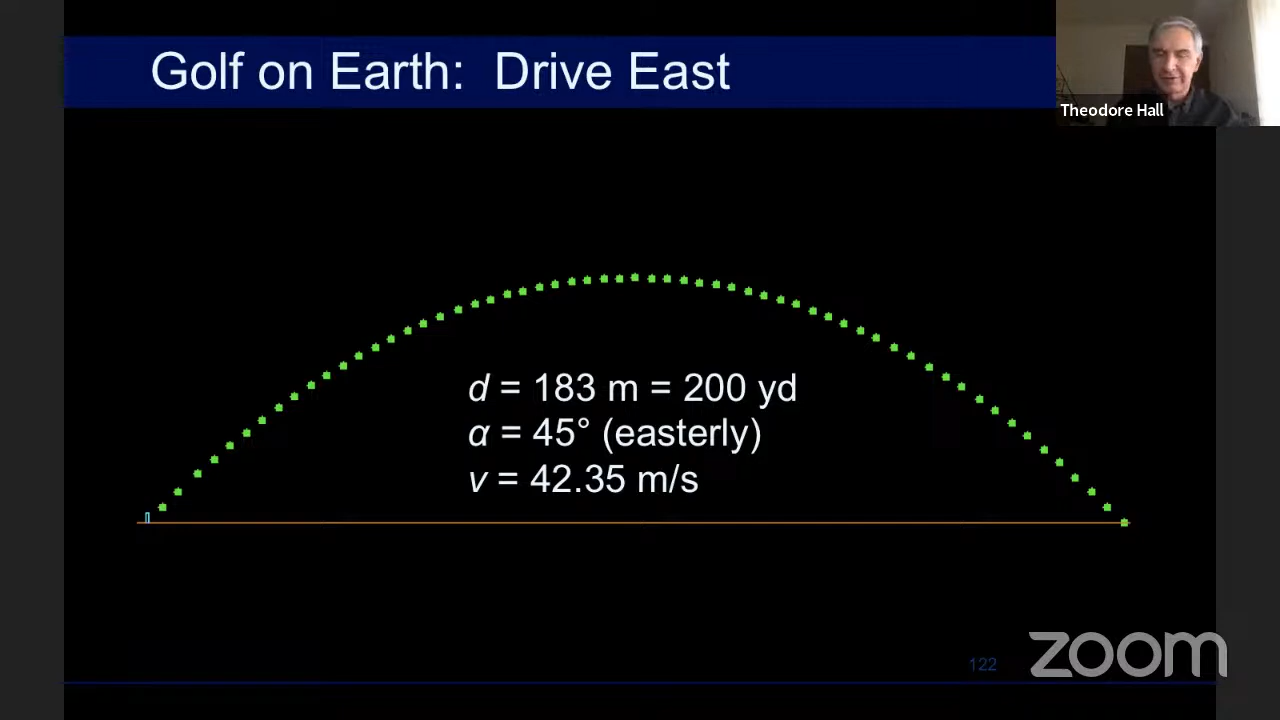 Golf on Earth: Drive East
Theodore Hall
d = 183 m = 200 yd
α = 45° (easterly)
v = 42.35 m/s
122
zoom